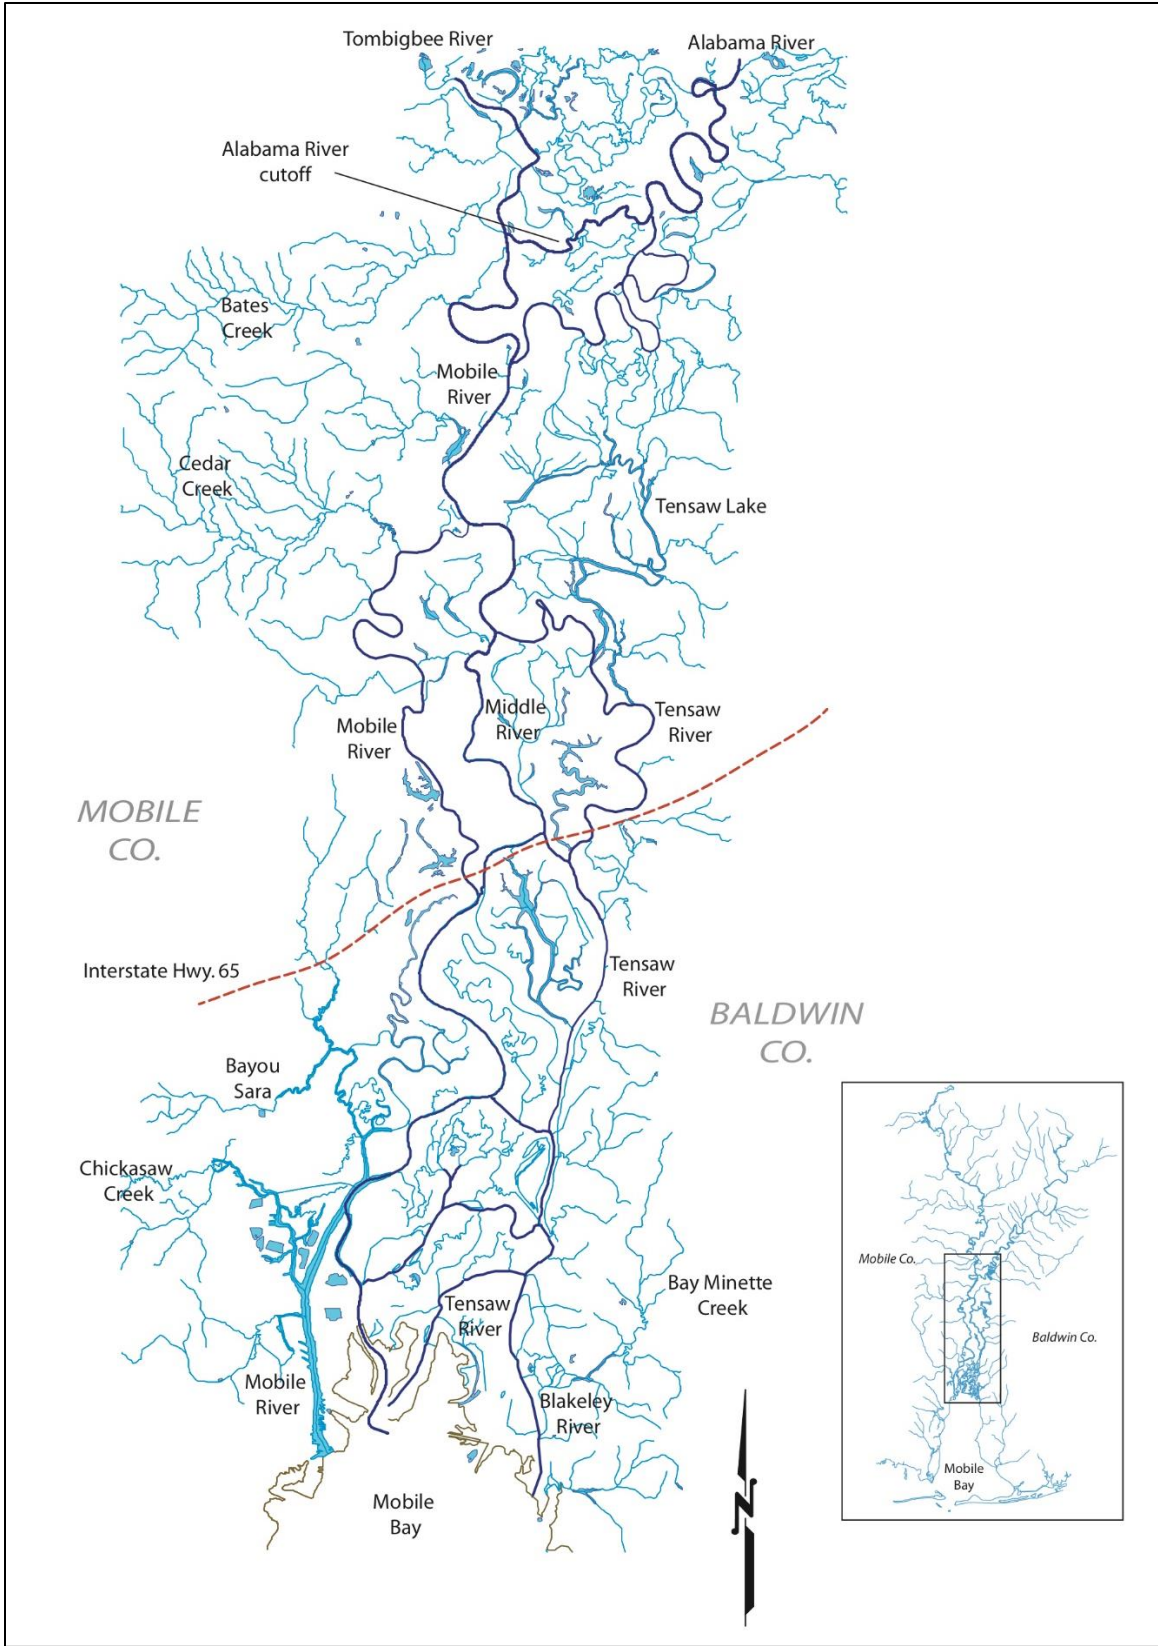 Tombigbee River
Alabama River
Alabama River
cutoff
Bates
Creek
Mobile
River
Cedar
Creek
Tensaw Lake
Middle
River
Tensaw
River
Mobile
River
MOBILE
CO.
Interstate Hwy. 65
Tensaw
River
BALDWIN
CO.
Bayou
Sara
Chickasaw
Creek
Bay Minette
Creek
Tensaw
River
Mobile
River
Blakeley
River
Mobile
Bay
N
Mobile Co.
Baldwin Co.
Mobile
Bay